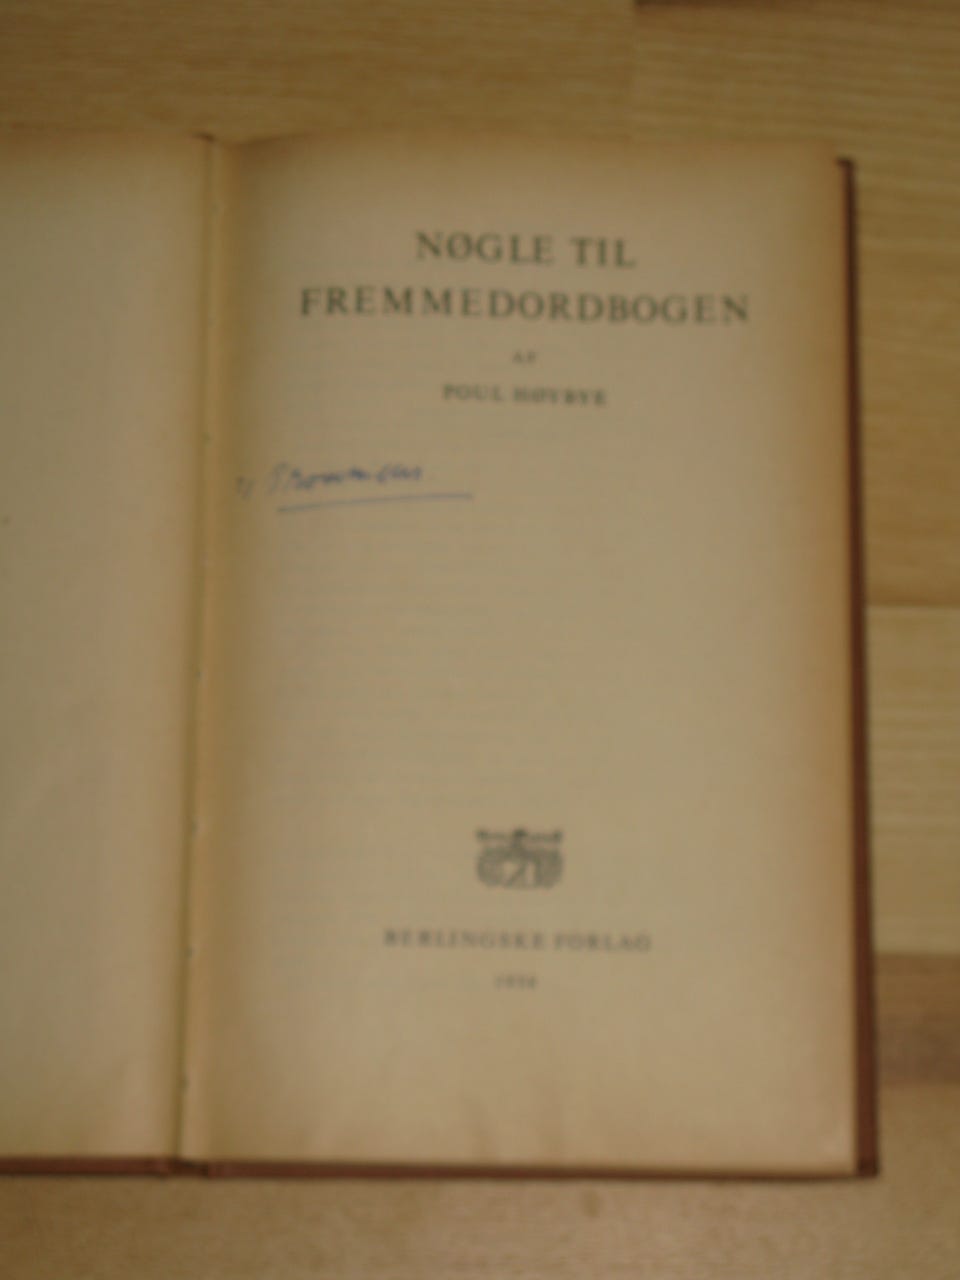 NØGLE TIL
FREMMEDORDBOGEN
AF
POUL HØYBYE
BERLINGSKE FORLAG